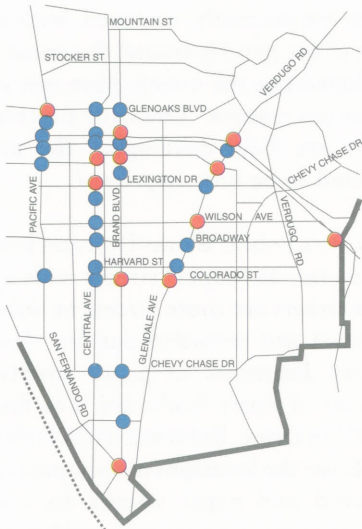 MOUNTAIN ST
STOCKER ST
VERDUGO RD
GLENOAKS BLVD
CHEVY CHASE DR
LEXINGTON DR
PACIFIC AVE
BRAND BLVD
WILSON AVE
VERDUGO RD
BROADWAY
HARVARD ST
COLORADO ST
CENTRAL AVE
GLENDALE AVE
SAN FERNANDO RD
CHEVY CHASE DR